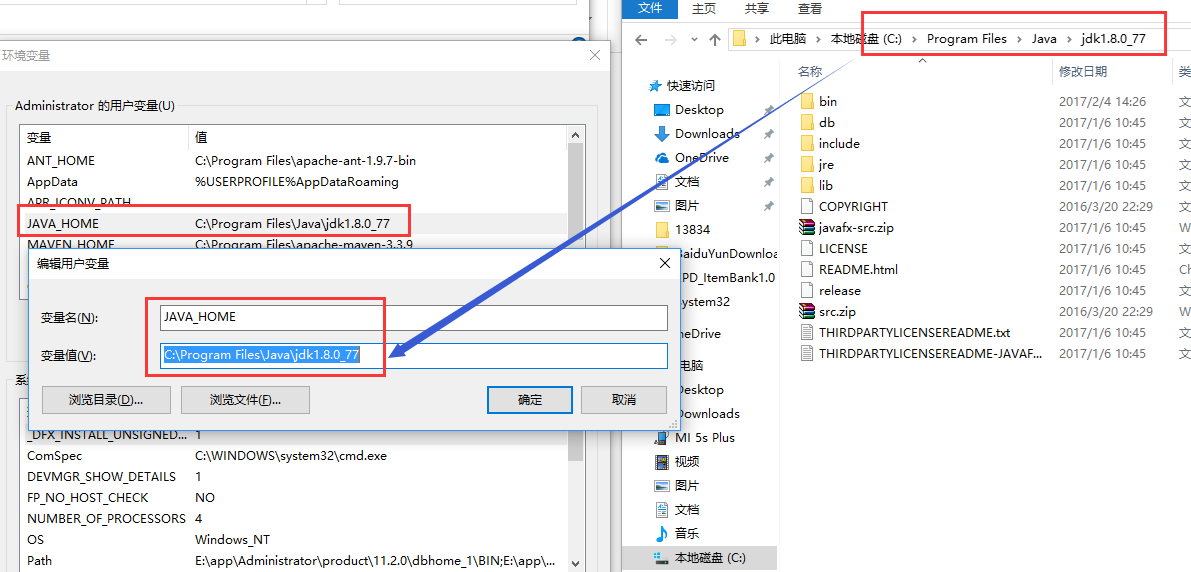 环境变量
Administrator 的用户变量(U)
变量 值
ANT_HOME C:\Program Files\apache-ant-1.9.7-bin
AppData %USERPROFILE%AppDataRoaming
APR_ICONV_PATH
JAVA_HOME C:\Program Files\Java\jdk1.8.0_77
MAVEN_HOME C:\Program Files\apache-maven-3.3.9
编辑用户变量
变量名(N): JAVA_HOME
变量值(V): C:\Program Files\Java\jdk1.8.0_77
浏览目录(D)... 浏览文件(F)... 确定 取消
_DFX_INSTALL_UNSIGNED... 1
ComSpec C:\WINDOWS\system32\cmd.exe
DEVMGR_SHOW_DETAILS 1
FP_NO_HOST_CHECK NO
NUMBER_OF_PROCESSORS 4
OS Windows_NT
Path E:\app\Administrator\product\11.2.0\dbhome_1\BIN;E:\app\...
文件 主页 共享 查看
此电脑 本地磁盘 (C:) Program Files Java jdk1.8.0_77
快速访问
Desktop
Downloads
OneDrive
文档
图片
13834
BaiduYunDownloa
PD_ItemBank1.0
ystem32
neDrive
电脑
Desktop
Downloads
MI 5s Plus
视频
图片
文档
音乐
本地磁盘 (C:)
名称 修改日期 类
bin 2017/2/4 14:26 文
db 2017/1/6 10:45 文
include 2017/1/6 10:45 文
jre 2017/1/6 10:45 文
lib 2017/1/6 10:45 文
COPYRIGHT 2016/3/20 22:29 文
javafx-src.zip 2017/1/6 10:45 W
LICENSE 2017/1/6 10:45 文
README.html 2017/1/6 10:45 Ch
release 2017/1/6 10:45 文
src.zip 2016/3/20 22:29 W
THIRDPARTYLICENSEREADME.txt 2017/1/6 10:45 文
THIRDPARTYLICENSEREADME-JAVAF... 2017/1/6 10:45 文